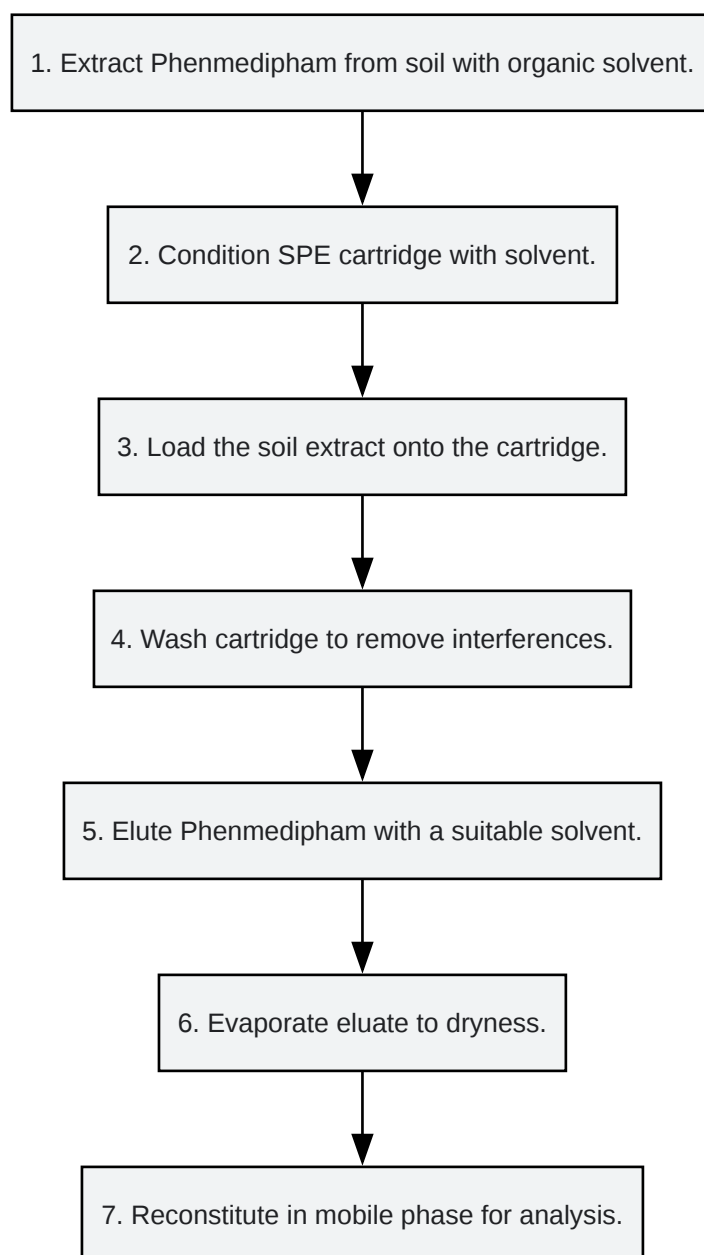 1. Extract Phenmedipham from soil with organic solvent.
2. Condition SPE cartridge with solvent.
3. Load the soil extract onto the cartridge.
4. Wash cartridge to remove interferences.
5. Elute Phenmedipham with a suitable solvent.
6. Evaporate eluate to dryness.
7. Reconstitute in mobile phase for analysis.